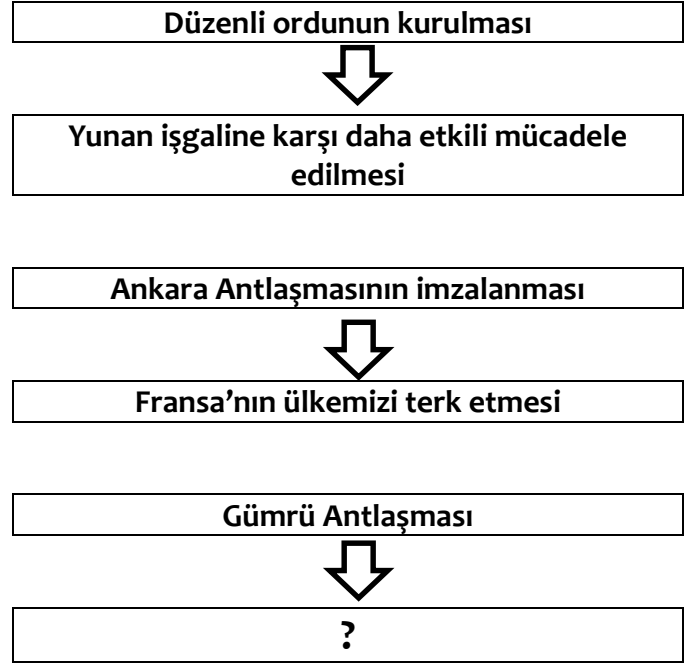 Düzenli ordunun kurulması
Yunan işgaline karşı daha etkili mücadele
edilmesi
Ankara Antlaşmasının imzalanması
Fransa’nın ülkemizi terk etmesi
Gümrü Antlaşması
?